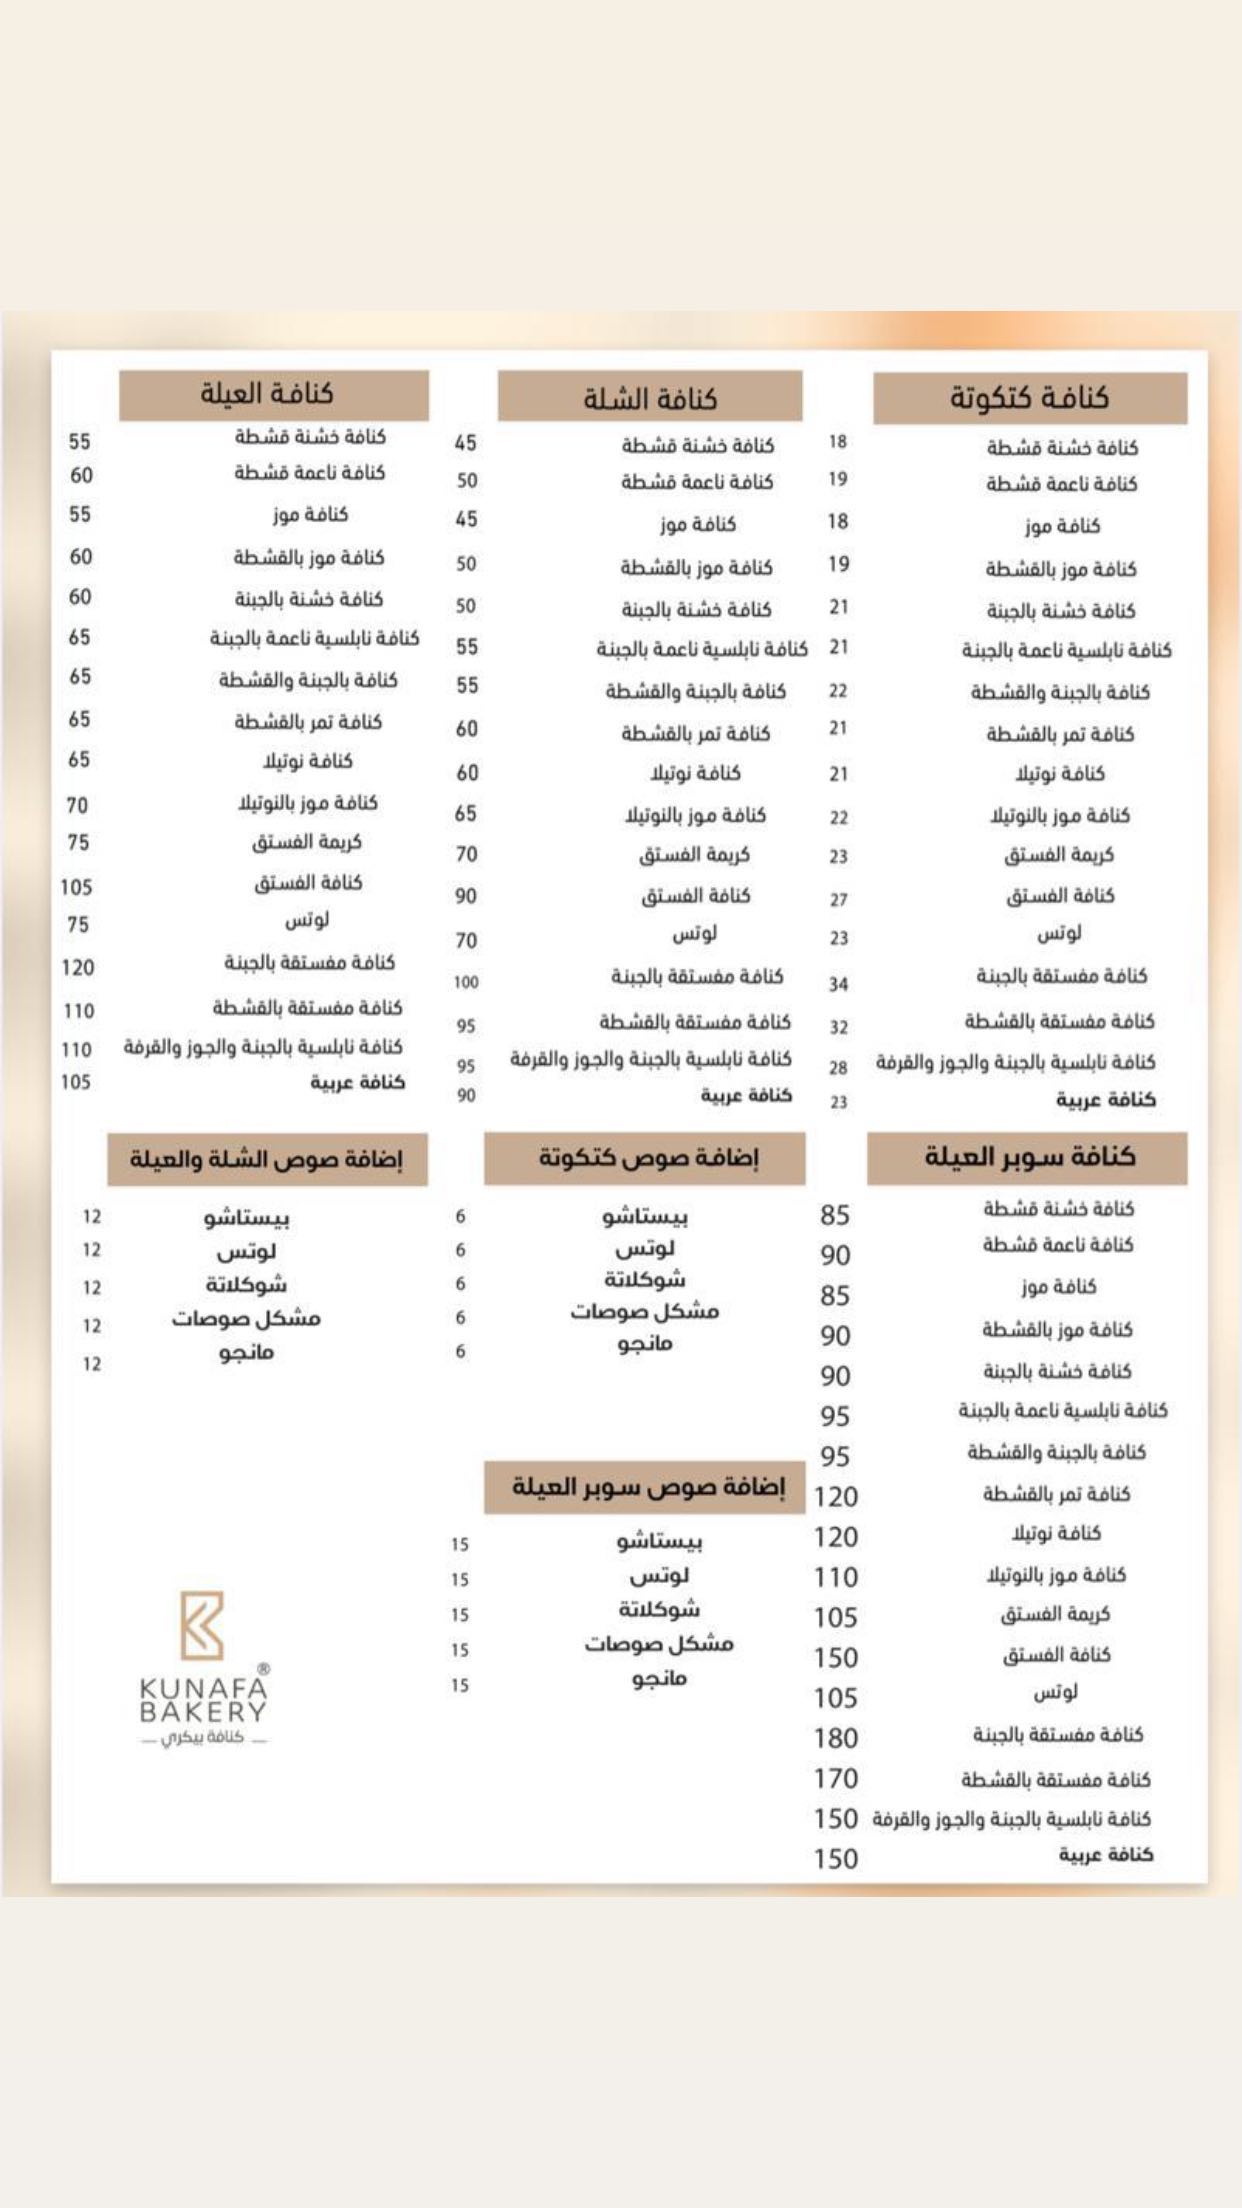 كنافة كتكوتة
كنافة خشنة قشطة 18
كنافة ناعمة قشطة 19
كنافة موز 18
كنافة موز بالقشطة 19
كنافة خشنة بالجبنة 21
كنافة نابلسية ناعمة بالجبنة 21
كنافة بالجبنة والقشطة 22
كنافة تمر بالقشطة 21
كنافة نوتيلا 21
كنافة موز بالنوتيلا 22
كريمة الفستق 23
كنافة الفستق 27
لوتس 23
كنافة مفستقة بالجبنة 34
كنافة مفستقة بالقشطة 32
كنافة نابلسية بالجبنة والجوز والقرفة 28
كنافة عربية 23
كنافة الشلة
كنافة خشنة قشطة 45
كنافة ناعمة قشطة 50
كنافة موز 45
كنافة موز بالقشطة 50
كنافة خشنة بالجبنة 50
كنافة نابلسية ناعمة بالجبنة 55
كنافة بالجبنة والقشطة 55
كنافة تمر بالقشطة 60
كنافة نوتيلا 60
كنافة موز بالنوتيلا 65
كريمة الفستق 70
كنافة الفستق 90
لوتس 70
كنافة مفستقة بالجبنة 100
كنافة مفستقة بالقشطة 95
كنافة نابلسية بالجبنة والجوز والقرفة 95
كنافة عربية 90
كنافة العيلة
كنافة خشنة قشطة 55
كنافة ناعمة قشطة 60
كنافة موز 55
كنافة موز بالقشطة 60
كنافة خشنة بالجبنة 60
كنافة نابلسية ناعمة بالجبنة 65
كنافة بالجبنة والقشطة 65
كنافة تمر بالقشطة 65
كنافة نوتيلا 65
كنافة موز بالنوتيلا 70
كريمة الفستق 75
كنافة الفستق 105
لوتس 75
كنافة مفستقة بالجبنة 120
كنافة مفستقة بالقشطة 110
كنافة نابلسية بالجبنة والجوز والقرفة 110
كنافة عربية 105
كنافة سوبر العيلة
كنافة خشنة قشطة 85
كنافة ناعمة قشطة 90
كنافة موز 85
كنافة موز بالقشطة 90
كنافة خشنة بالجبنة 90
كنافة نابلسية ناعمة بالجبنة 95
كنافة بالجبنة والقشطة 95
كنافة تمر بالقشطة 120
كنافة نوتيلا 120
كنافة موز بالنوتيلا 110
كريمة الفستق 105
كنافة الفستق 150
لوتس 105
كنافة مفستقة بالجبنة 180
كنافة مفستقة بالقشطة 170
كنافة نابلسية بالجبنة والجوز والقرفة 150
كنافة عربية 150
إضافة صوص كتكوتة
بيستاشو 6
لوتس 6
شوكلاتة 6
مشكل صوصات 6
مانجو 6
إضافة صوص الشلة والعيلة
بيستاشو 12
لوتس 12
شوكلاتة 12
مشكل صوصات 12
مانجو 12
إضافة صوص سوبر العيلة
بيستاشو 15
لوتس 15
شوكلاتة 15
مشكل صوصات 15
مانجو 15
KUNAFA®
BAKERY
— كنافة بيكري —